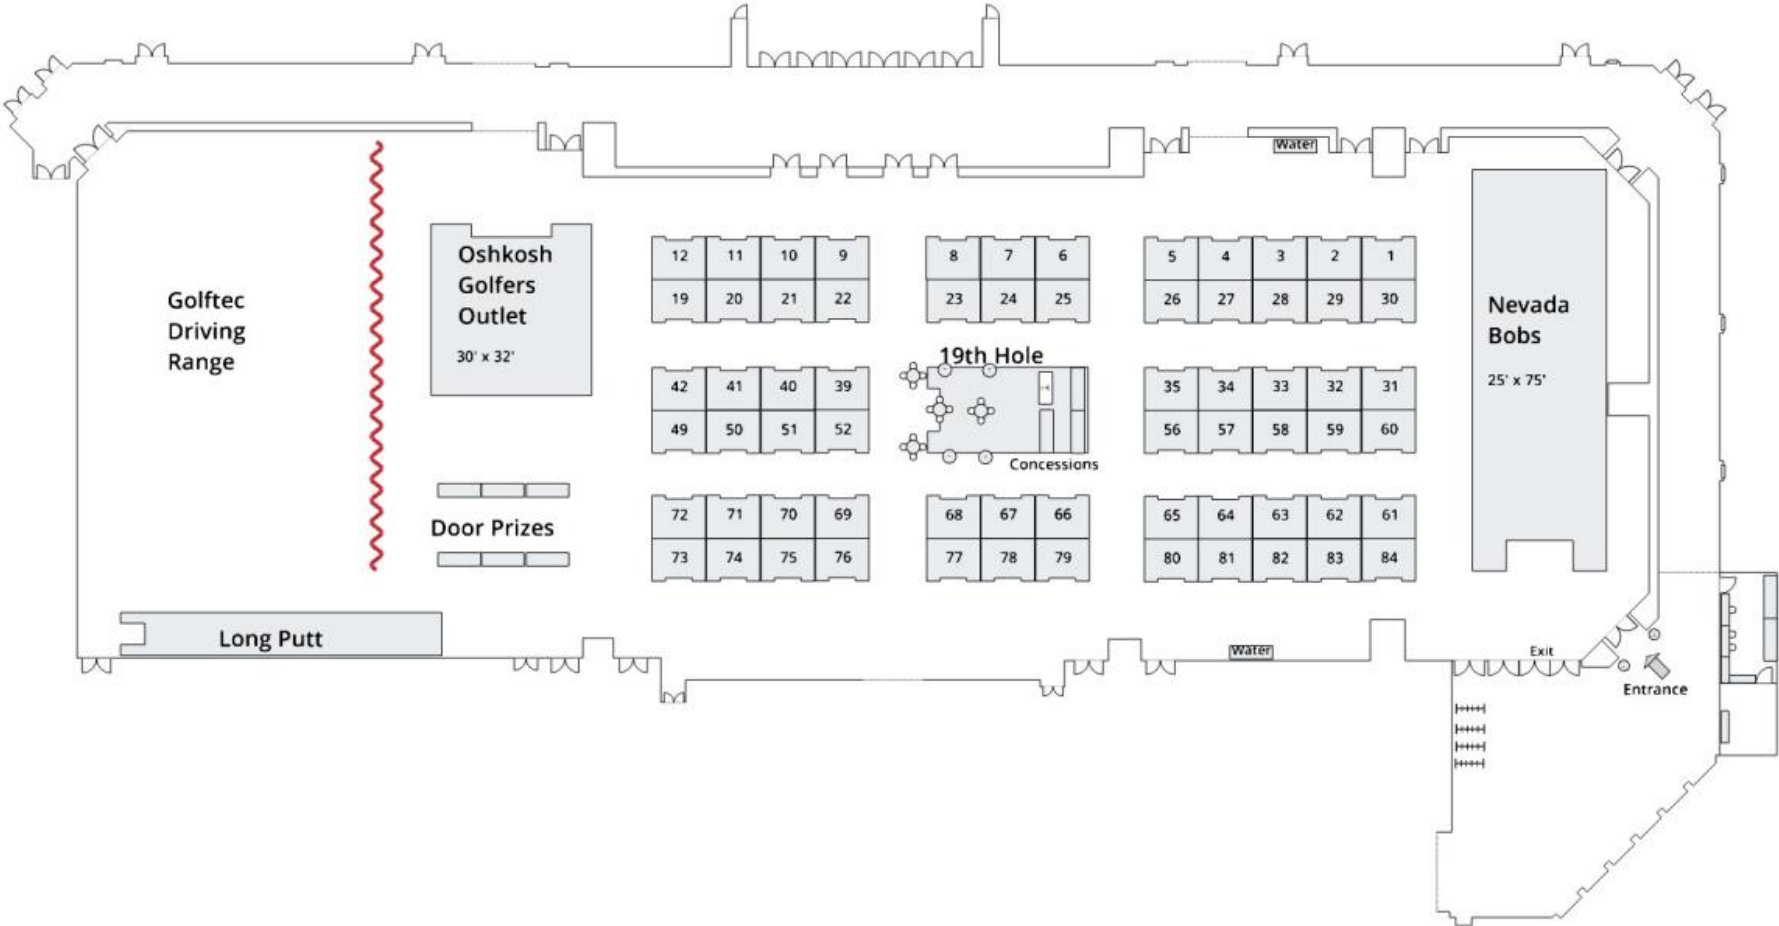 Water
12 11 10 9
8 7 6
5 4 3 2 1
19 20 21 22
23 24 25
26 27 28 29 30
Oshkosh
Golfers
Outlet
30' x 32'
Golftec
Driving
Range
Nevada
Bobs
25' x 75'
19th Hole
42 41 40 39
35 34 33 32 31
49 50 51 52
56 57 58 59 60
Concessions
Door Prizes
72 71 70 69
68 67 66
65 64 63 62 61
73 74 75 76
77 78 79
80 81 82 83 84
Long Putt
Water
Exit
Entrance